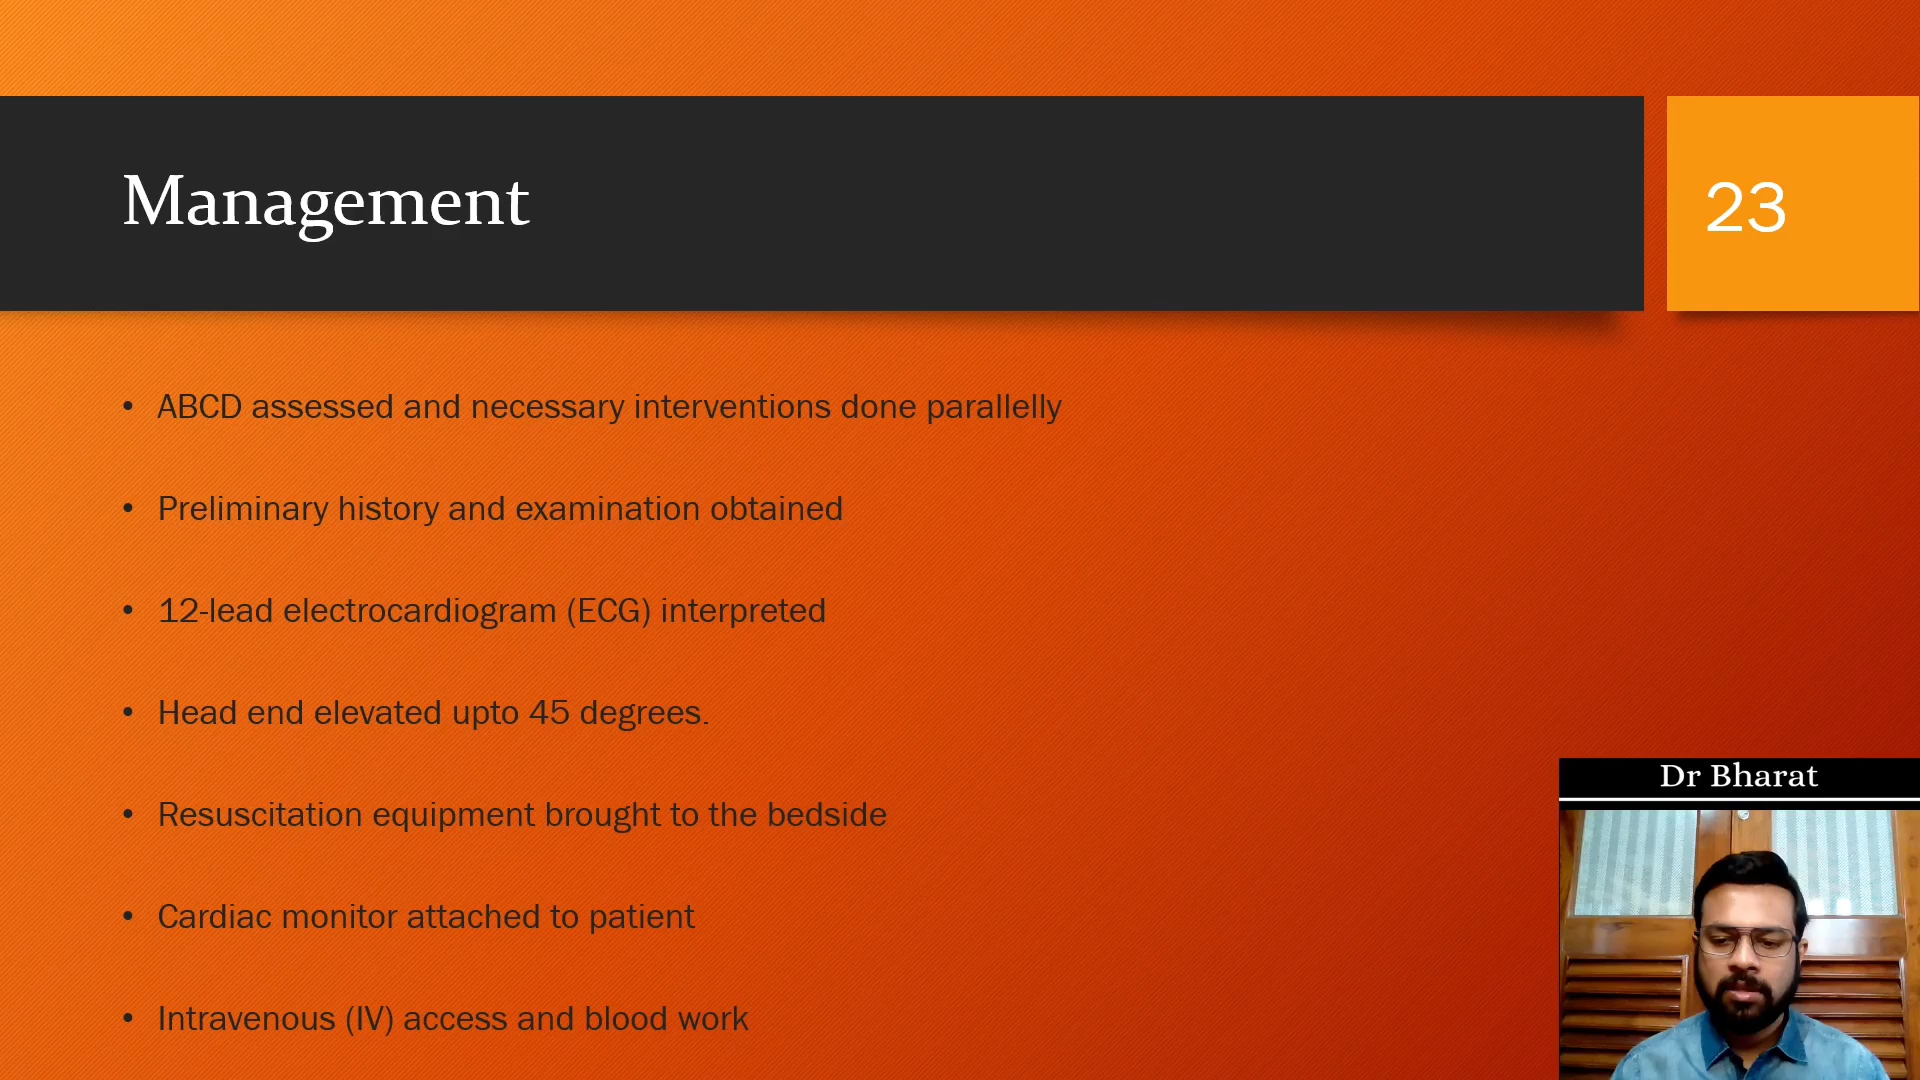 Management
23
• ABCD assessed and necessary interventions done parallelly
• Preliminary history and examination obtained
• 12-lead electrocardiogram (ECG) interpreted
• Head end elevated upto 45 degrees.
• Resuscitation equipment brought to the bedside
• Cardiac monitor attached to patient
• Intravenous (IV) access and blood work
Dr Bharat